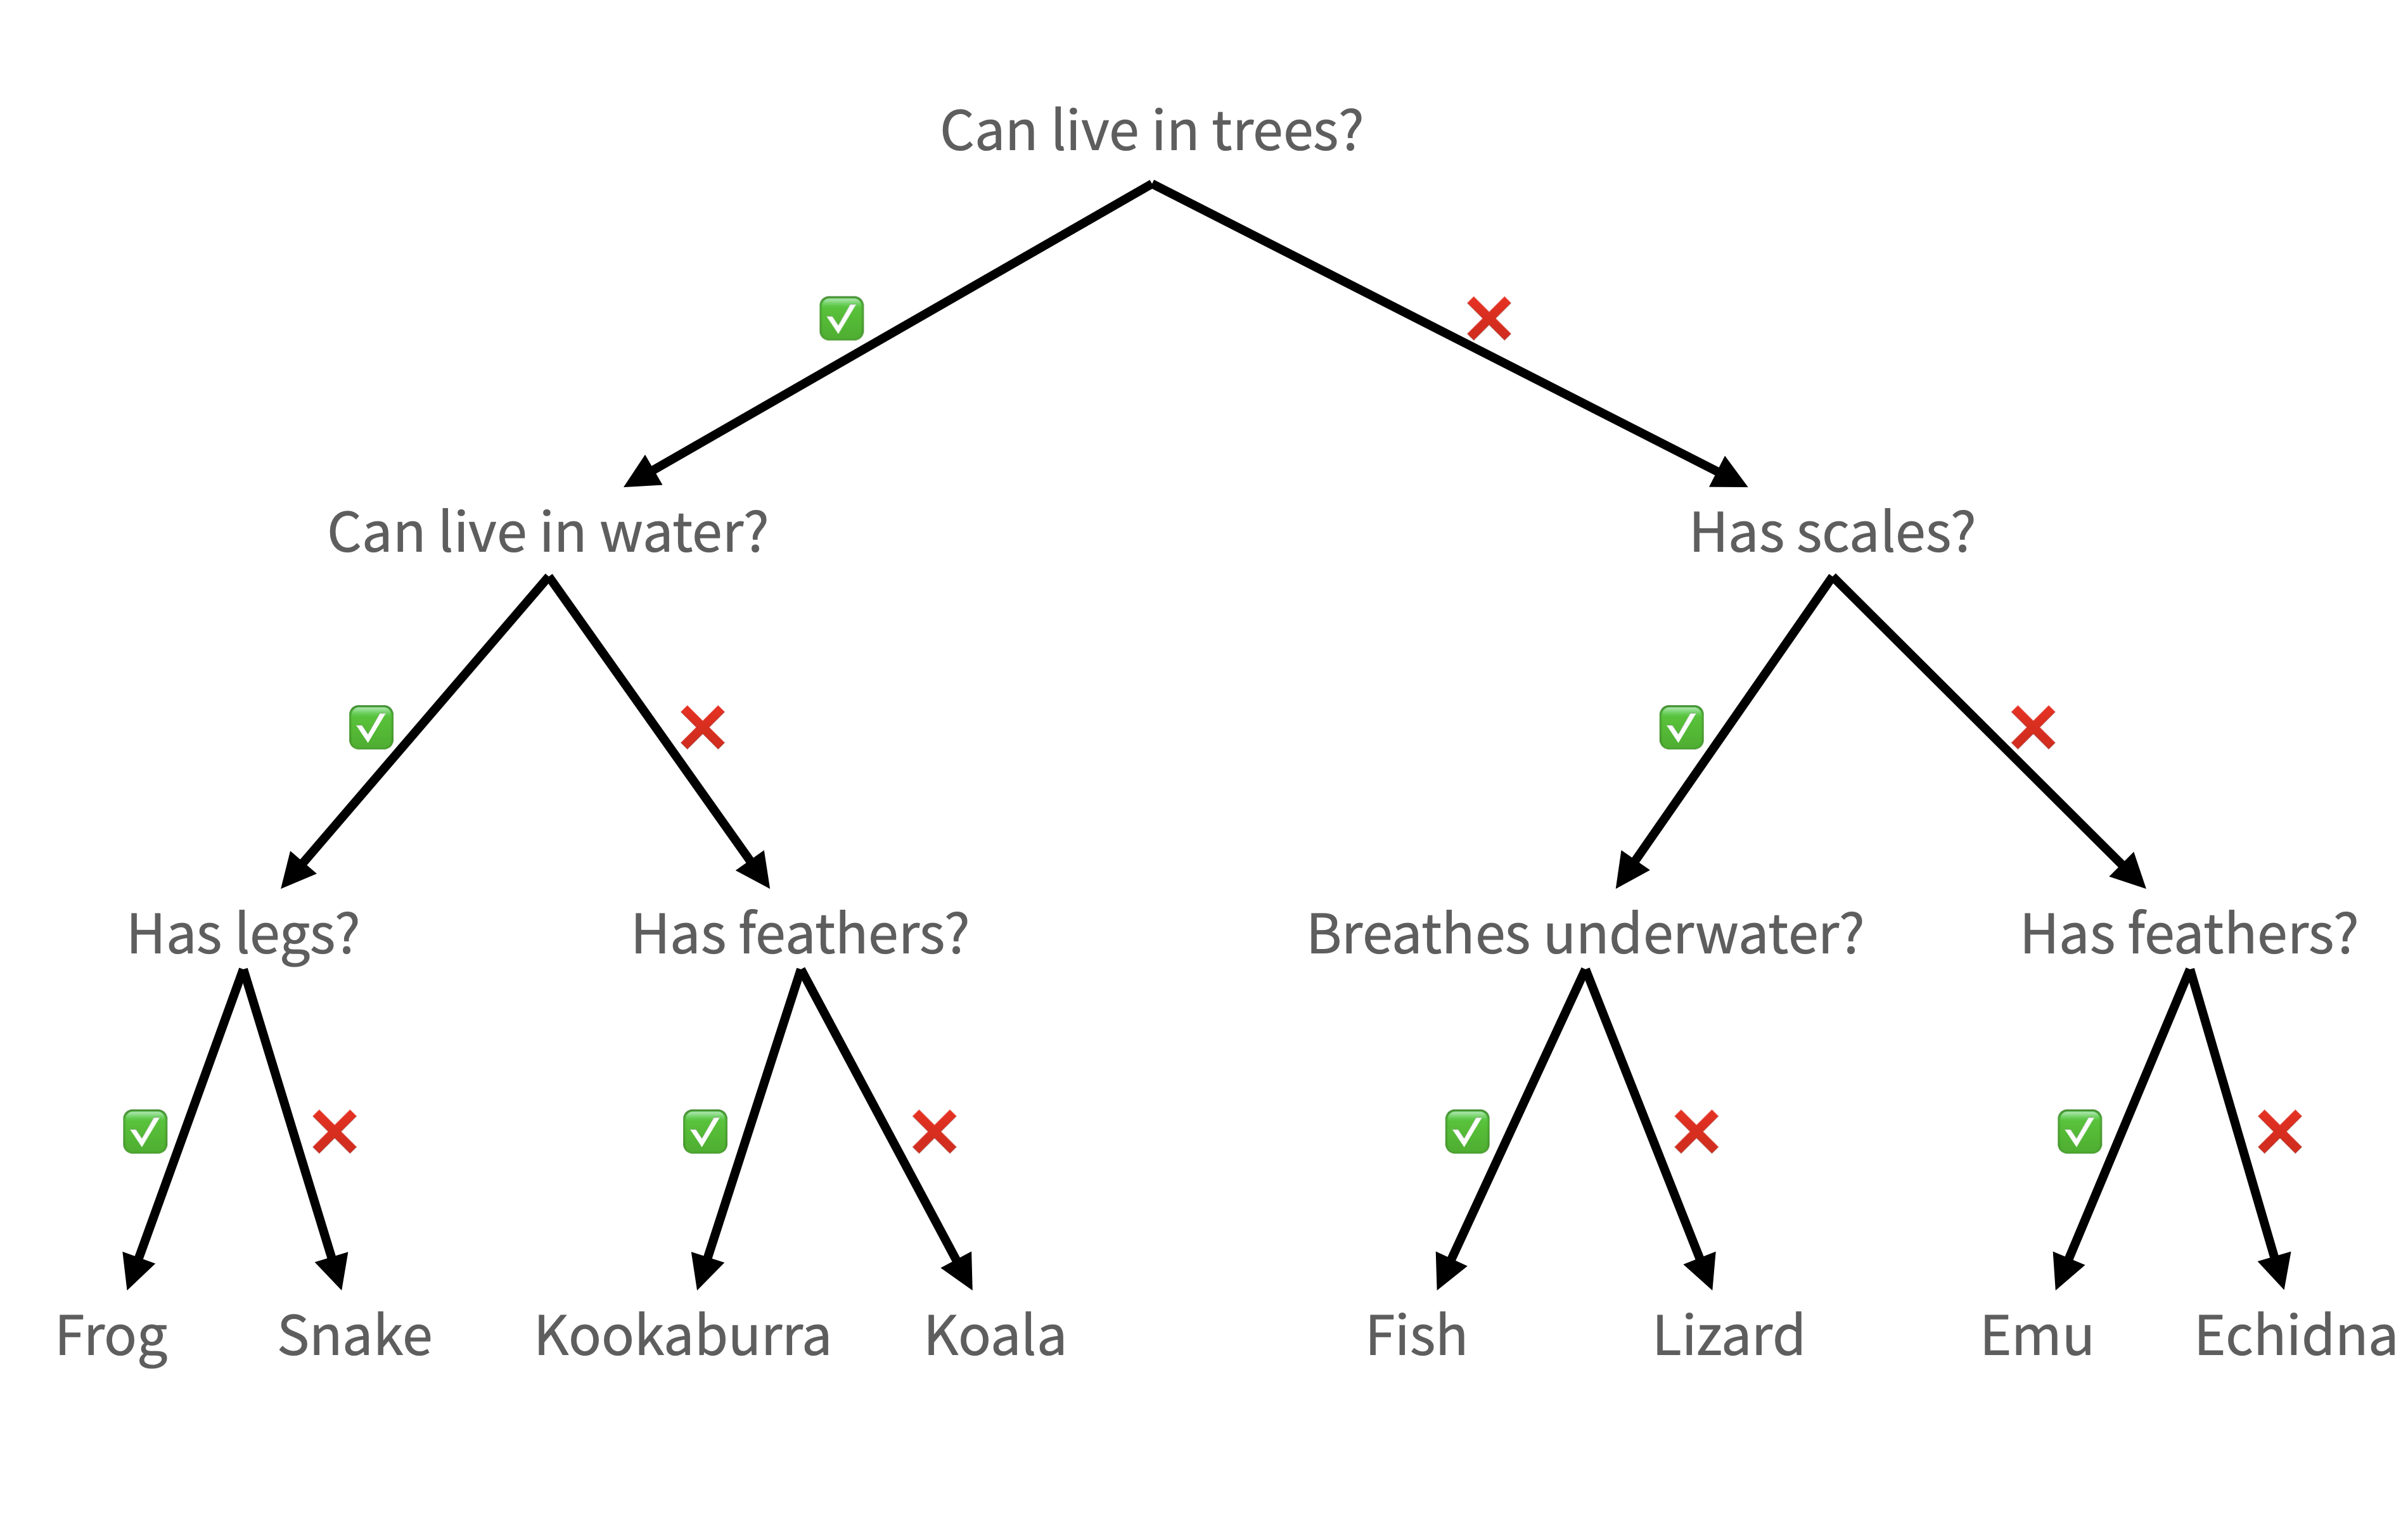 Can live in trees?
Can live in water?
Has scales?
Has legs?
Has feathers?
Breathes underwater?
Has feathers?
Frog
Snake
Kookaburra
Koala
Fish
Lizard
Emu
Echidna